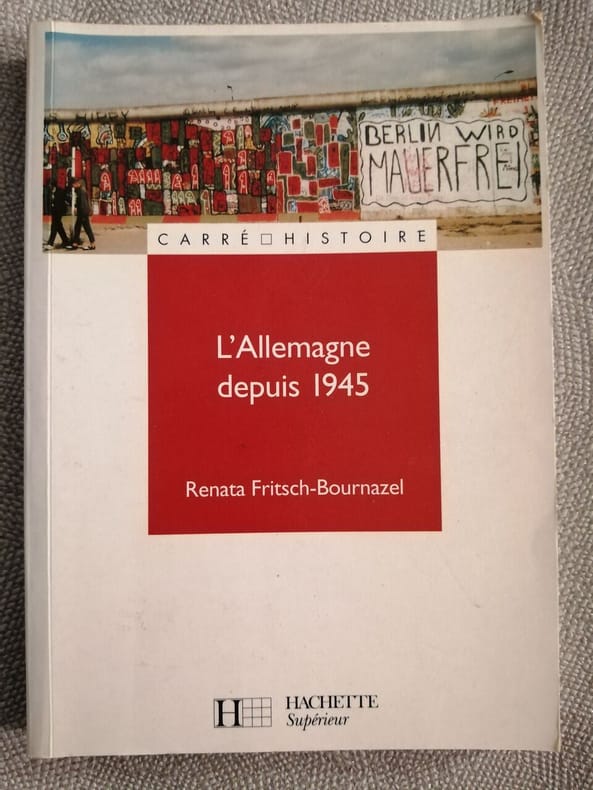 BERLIN WIRD
MAUERFREI
CARRÉ HISTOIRE
L'Allemagne
depuis 1945
Renata Fritsch-Bournazel
H
HACHETTE
Supérieur